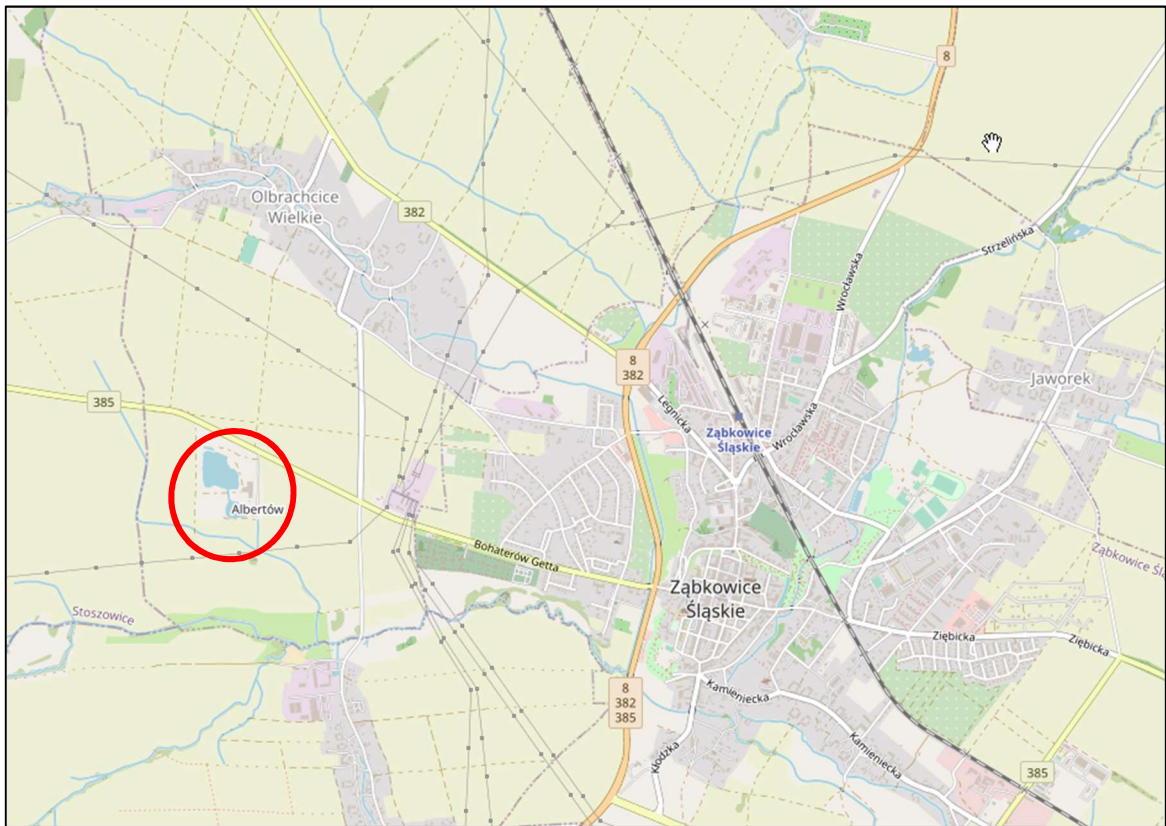 8
Olbrachcice
Wielkie
382
Strzelińska
Wrocławska
8
382
Jaworek
385
Legnicka
Ząbkowice
Śląskie
Wrocławska
Albertów
Bohaterów Getta
Ząbkowice Śl
Ząbkowice
Śląskie
Stoszowice
Ziębicka
Ziębicka
8
382
385
Kamieniecka
Kłodzka
Kamieniecka
385